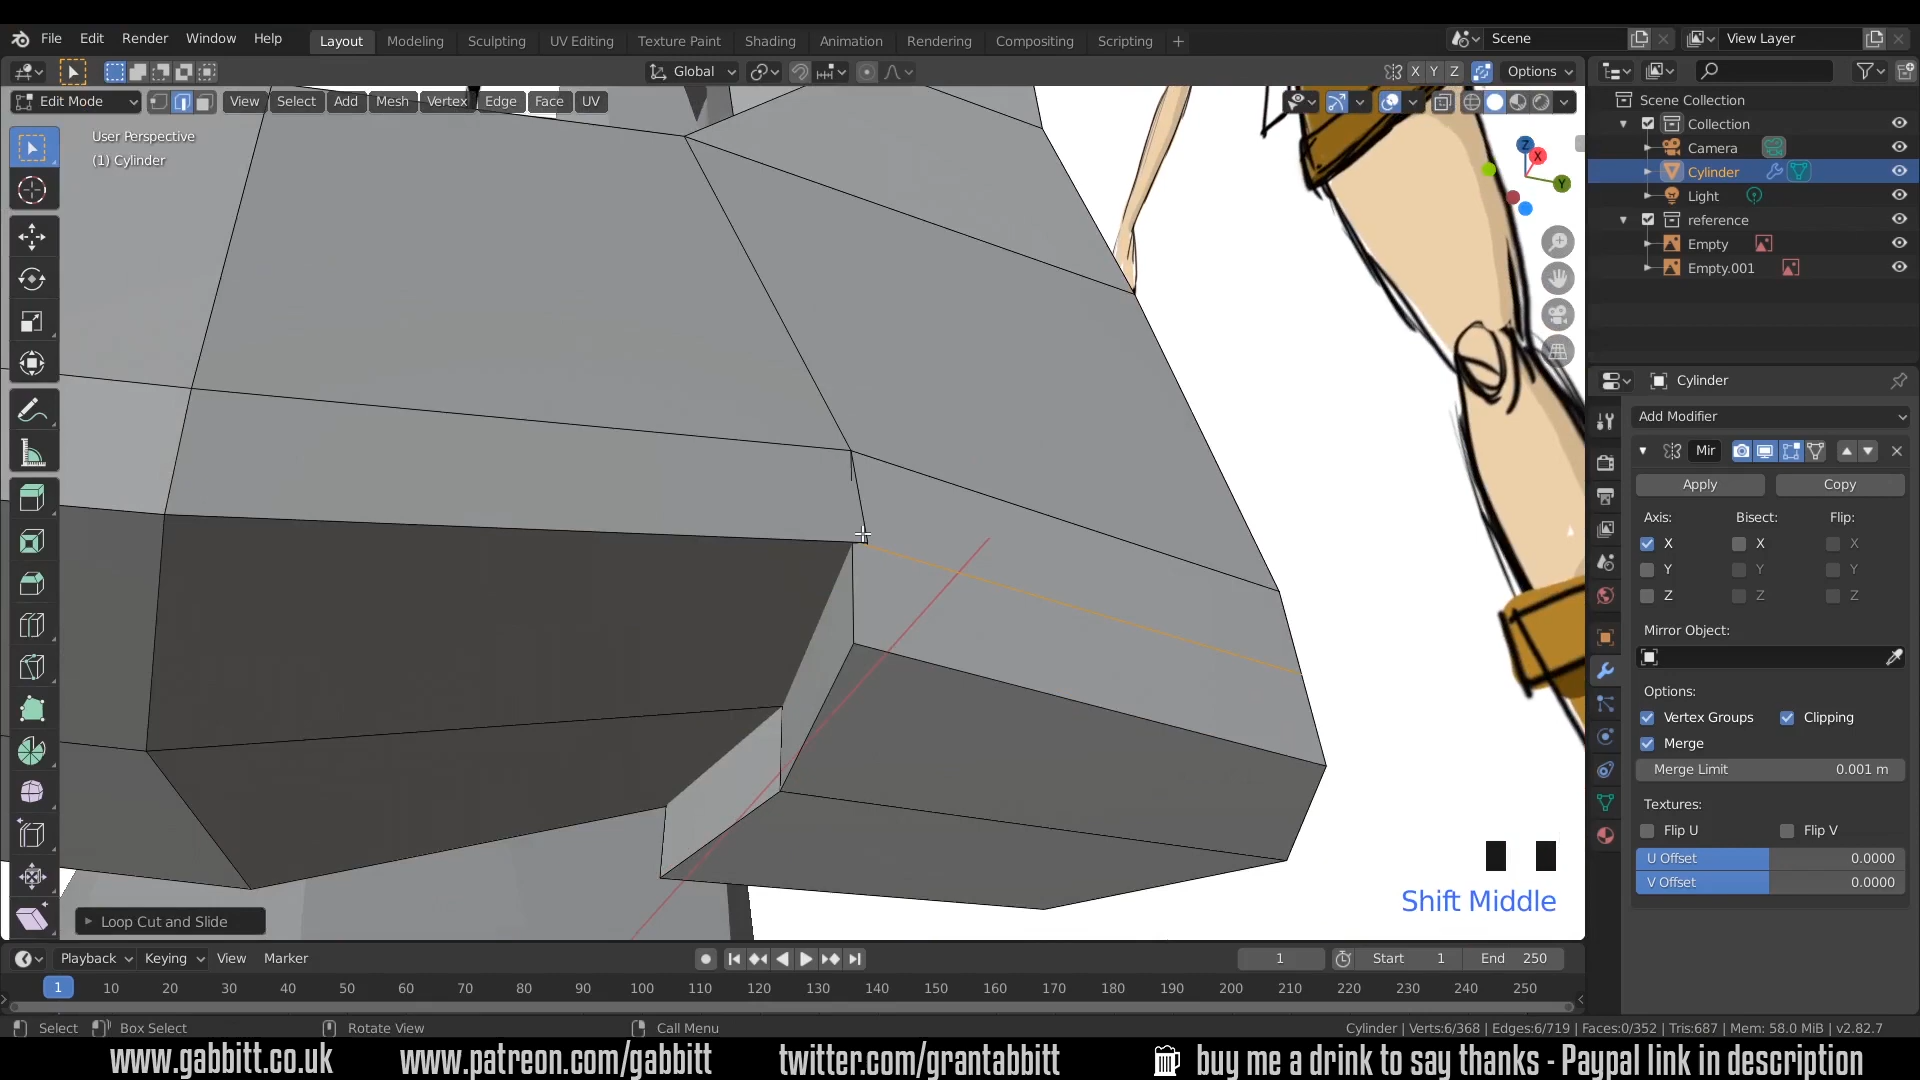 File Edit Render Window Help Layout Modeling Sculpting UV Editing Texture Paint Shading Animation Rendering Compositing Scripting + Scene View Layer
Global X Y Z Options
Edit Mode View Select Add Mesh Vertex Edge Face UV
User Perspective
(1) Cylinder
Z
X
Y
Scene Collection
Collection
Camera
Cylinder
Light
reference
Empty
Empty.001
Cylinder
Add Modifier
Mir
Apply Copy
Axis: Bisect: Flip:
X X X
Y Y Y
Z Z Z
Mirror Object:
Options:
Vertex Groups Clipping
Merge
Merge Limit 0.001 m
Textures:
Flip U Flip V
U Offset 0.0000
V Offset 0.0000
Shift Middle
Loop Cut and Slide
Playback Keying View Marker 1 Start 1 End 250
1 10 20 30 40 50 60 70 80 90 100 110 120 130 140 150 160 170 180 190 200 210 220 230 240 250
Select Box Select Rotate View Call Menu Cylinder | Verts:6/368 | Edges:6/719 | Faces:0/352 | Tris:687 | Mem: 58.0 MiB | v2.82.7
www.gabbitt.co.uk www.patreon.com/gabbitt twitter.com/grantabbitt buy me a drink to say thanks - Paypal link in description